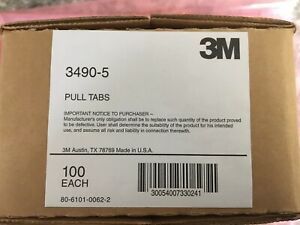 3M
3490-5
PULL TABS
IMPORTANT NOTICE TO PURCHASER –
Manufacturer's only obligation shall be to replace such quantity of the product proved
to be defective. User shall determine the suitability of the product for his intended
use, and assume all risk and liability in connection therewith.
3M Austin, TX 78769 Made in U.S.A.
100
EACH
30054007330241
80-6101-0062-2